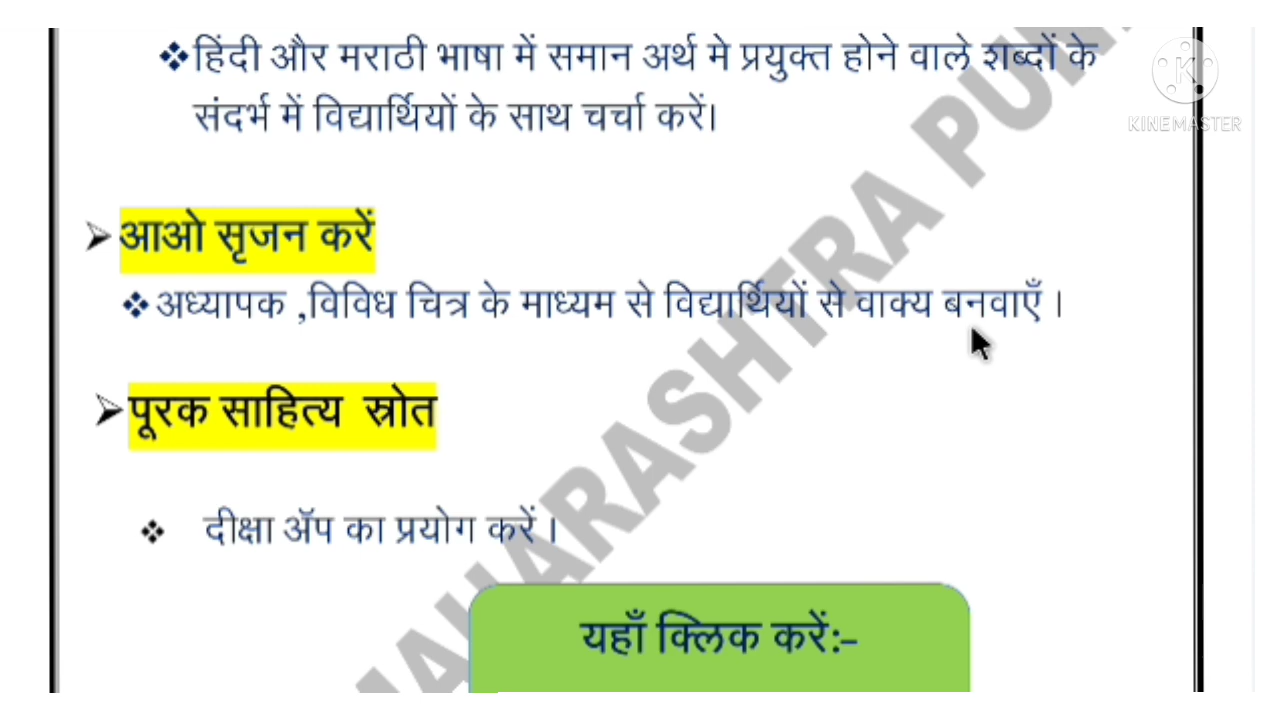 ❖हिंदी और मराठी भाषा में समान अर्थ मे प्रयुक्त होने वाले शब्दों के
संदर्भ में विद्यार्थियों के साथ चर्चा करें।
KINEMASTER
➢आओ सृजन करें
❖अध्यापक ,विविध चित्र के माध्यम से विद्यार्थियों से वाक्य बनवाएँ ।
➢पूरक साहित्य स्रोत
❖ दीक्षा ॲप का प्रयोग करें ।
यहाँ क्लिक करें:-
MAHARASHTRA